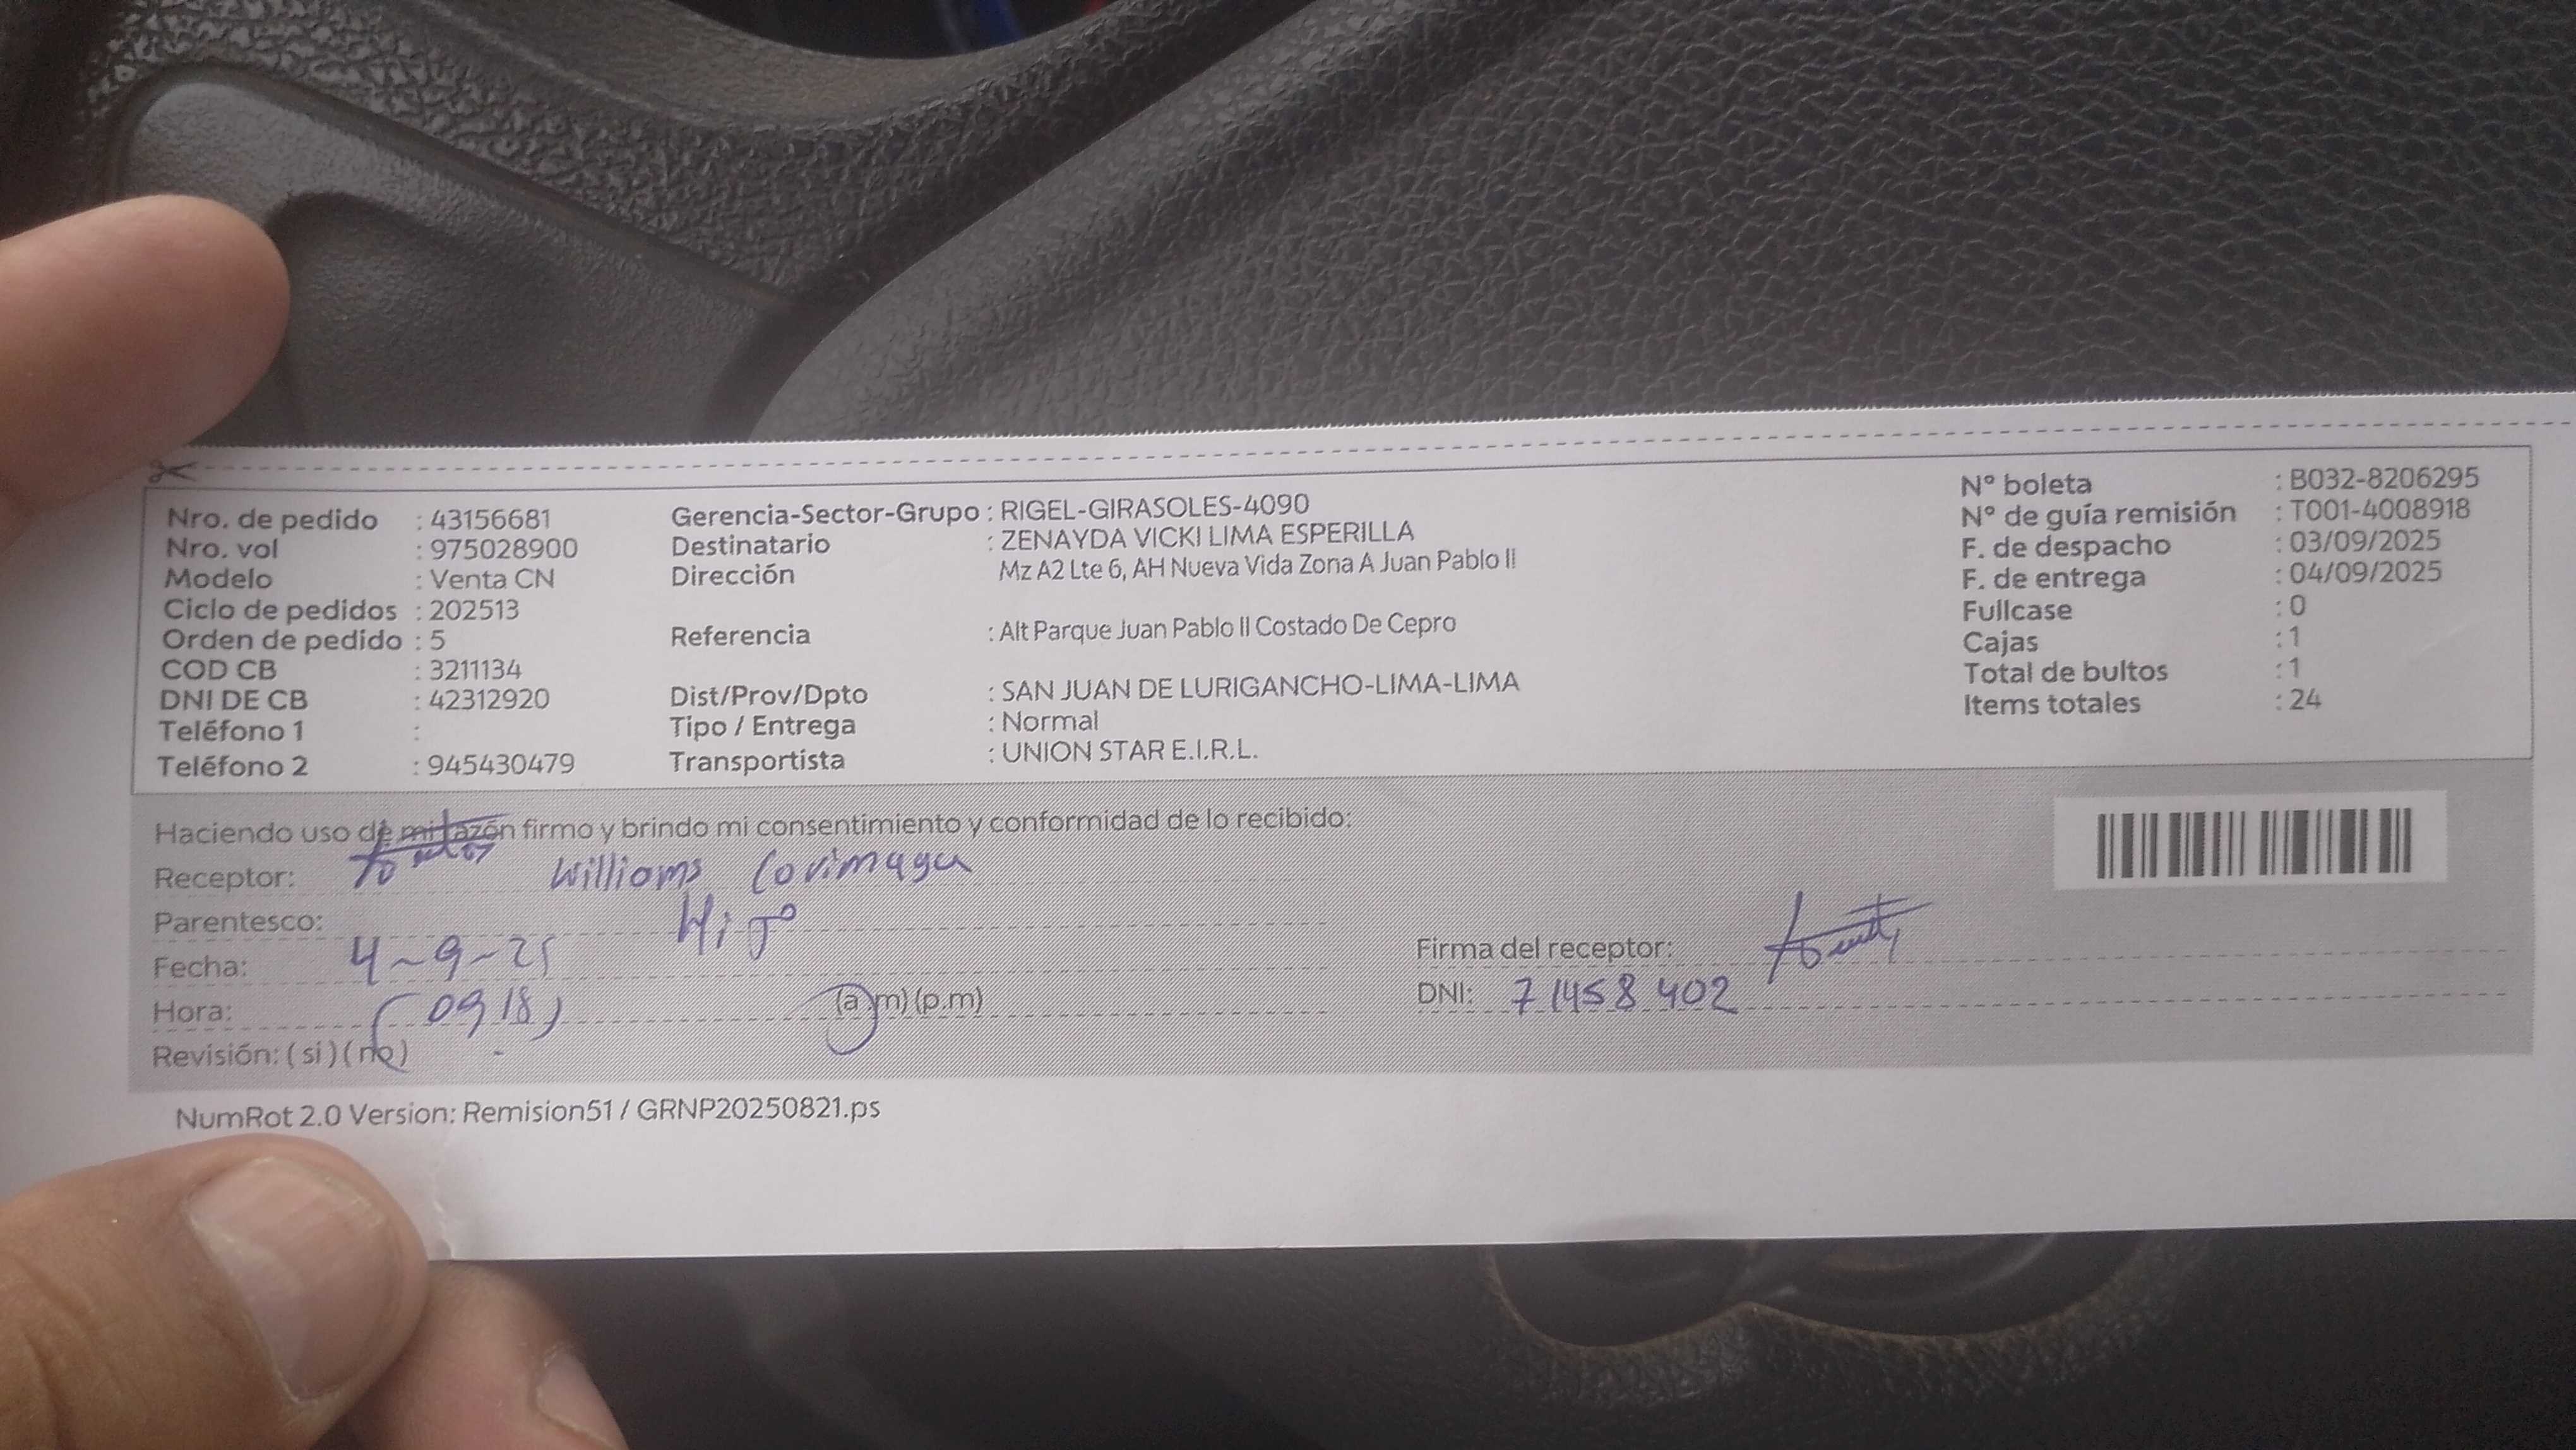 Nro. de pedido : 43156681
Nro. vol : 975028900
Modelo : Venta CN
Ciclo de pedidos : 202513
Orden de pedido : 5
COD CB : 3211134
DNI DE CB : 42312920
Teléfono 1 :
Teléfono 2 : 945430479
Gerencia-Sector-Grupo : RIGEL-GIRASOLES-4090
Destinatario : ZENAYDA VICKI LIMA ESPERILLA
Dirección Mz A2 Lte 6, AH Nueva Vida Zona A Juan Pablo II
Referencia : Alt Parque Juan Pablo II Costado De Cepro
Dist/Prov/Dpto : SAN JUAN DE LURIGANCHO-LIMA-LIMA
Tipo / Entrega : Normal
Transportista : UNION STAR E.I.R.L.
N° boleta : B032-8206295
N° de guía remisión : T001-4008918
F. de despacho : 03/09/2025
F. de entrega : 04/09/2025
Fullcase : 0
Cajas : 1
Total de bultos : 1
Items totales : 24
Haciendo uso de mi razón firmo y brindo mi consentimiento y conformidad de lo recibido:
Receptor: Williams
Parentesco: Hijo
Fecha: 4-9-25
Hora: (0918) (a.m) (p.m)
Revisión: (si) (no)
Firma del receptor:
DNI: 71458402
NumRot 2.0 Version: Remision51 / GRNP20250821.ps